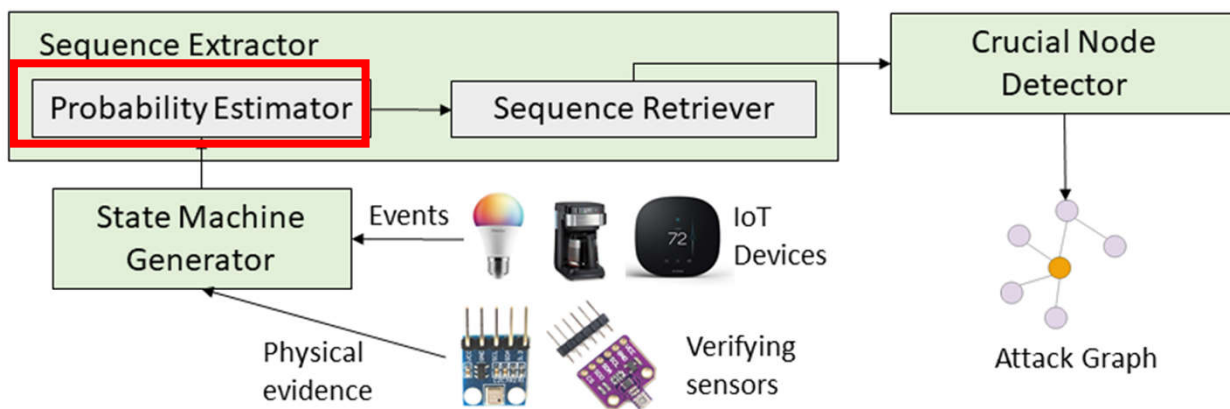 Sequence Extractor
Probability Estimator
Sequence Retriever
Crucial Node
Detector
State Machine
Generator
Events
72
IoT
Devices
Physical
evidence
Verifying
sensors
Attack Graph